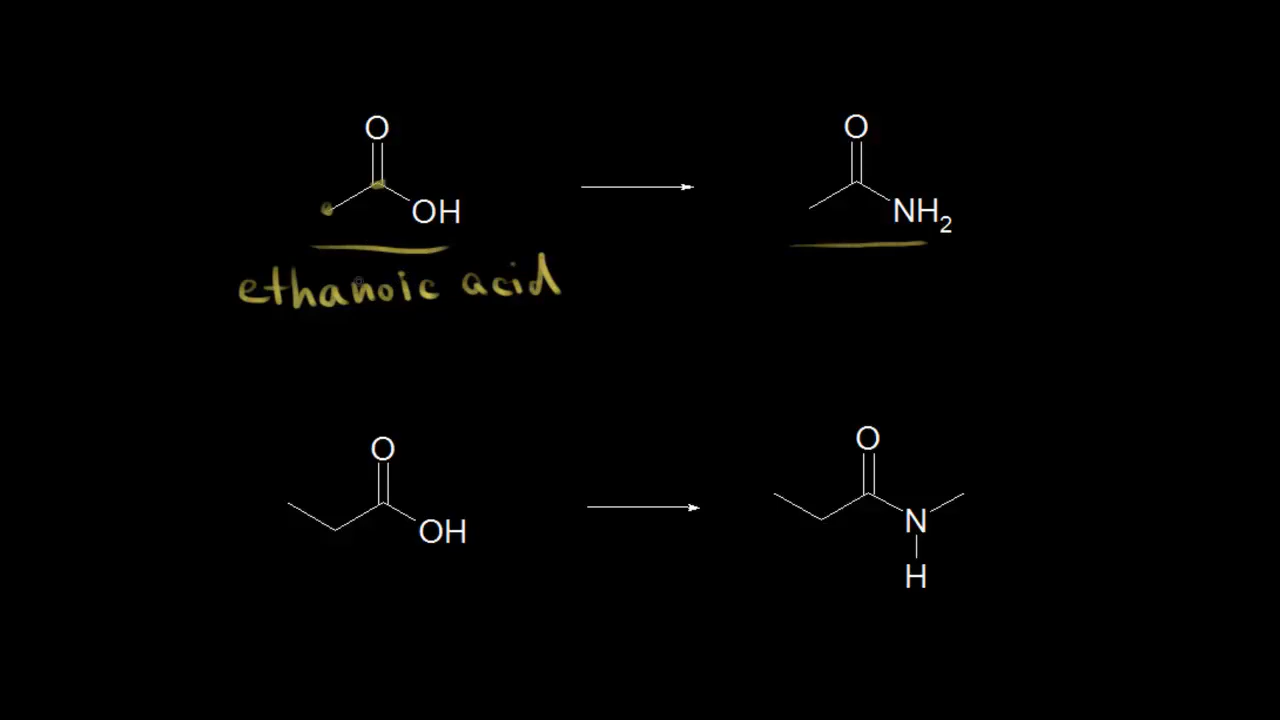 O O
OH NH₂
ethanoic acid
O O
OH N
H